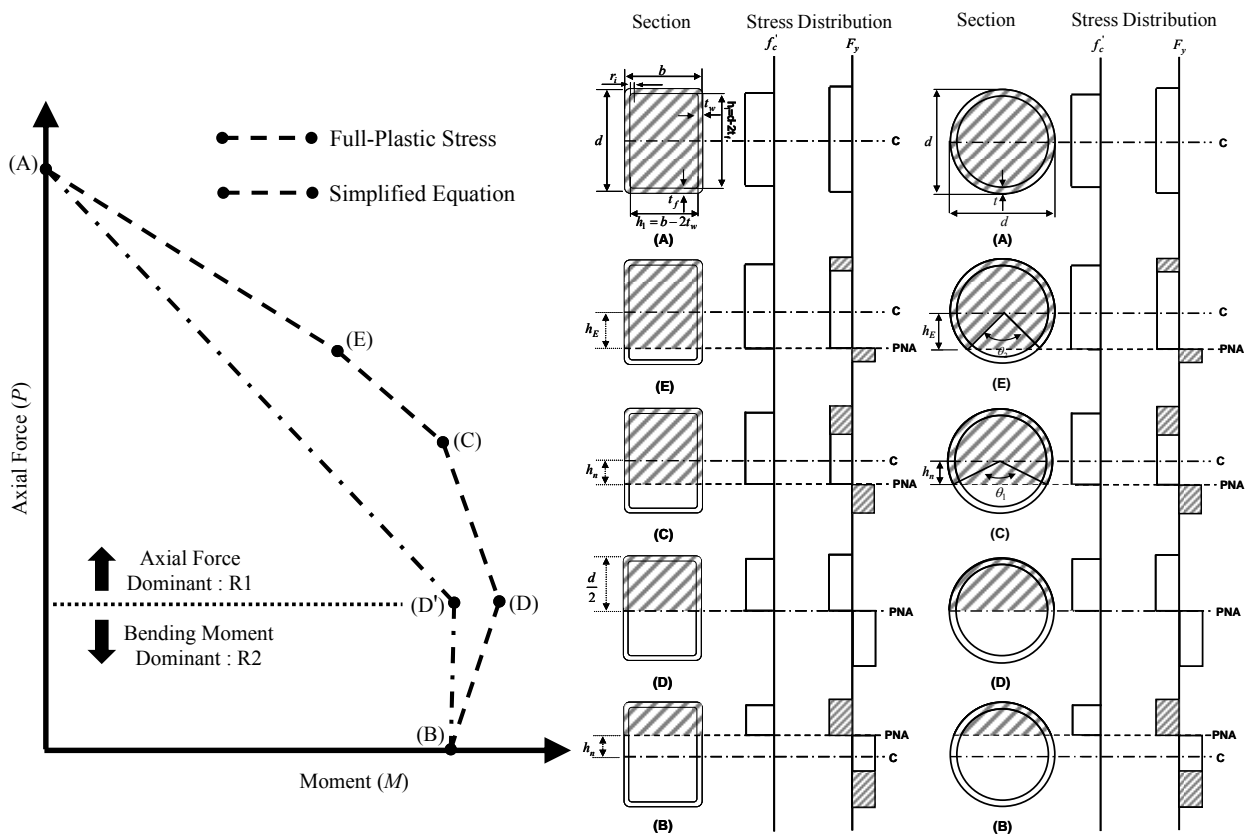 Full-Plastic Stress
Simplified Equation
(A)
(E)
(C)
(D')
(D)
(B)
Axial Force (P)
Axial Force
Dominant : R1
Bending Moment
Dominant : R2
Moment (M)
Section
Stress Distribution
Section
Stress Distribution
f'c
Fy
f'c
Fy
ri
b
d
tw
h=d-2tf
tf
h1 = b − 2tw
C
(A)
d
t
d
C
(A)
hE
C
PNA
(E)
hE
θ2
C
PNA
(E)
hn
C
PNA
(C)
hn
θ1
C
PNA
(C)
d
2
PNA
(D)
PNA
(D)
hn
PNA
C
(B)
PNA
C
(B)